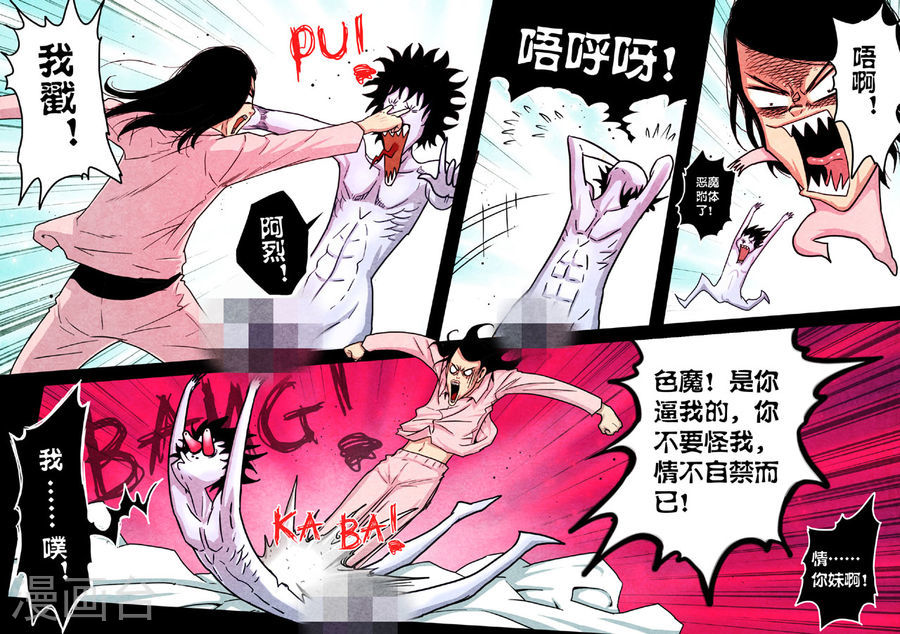 我
戳！
PU！
阿
烈！
唔呼呀！
唔
啊！
恶魔
附体
了！
BANG！
我
……
噗！
KA BA！
色魔！是你
逼我的，你
不要怪我，
情不自禁而
已！
情……
你妹啊！
漫画台